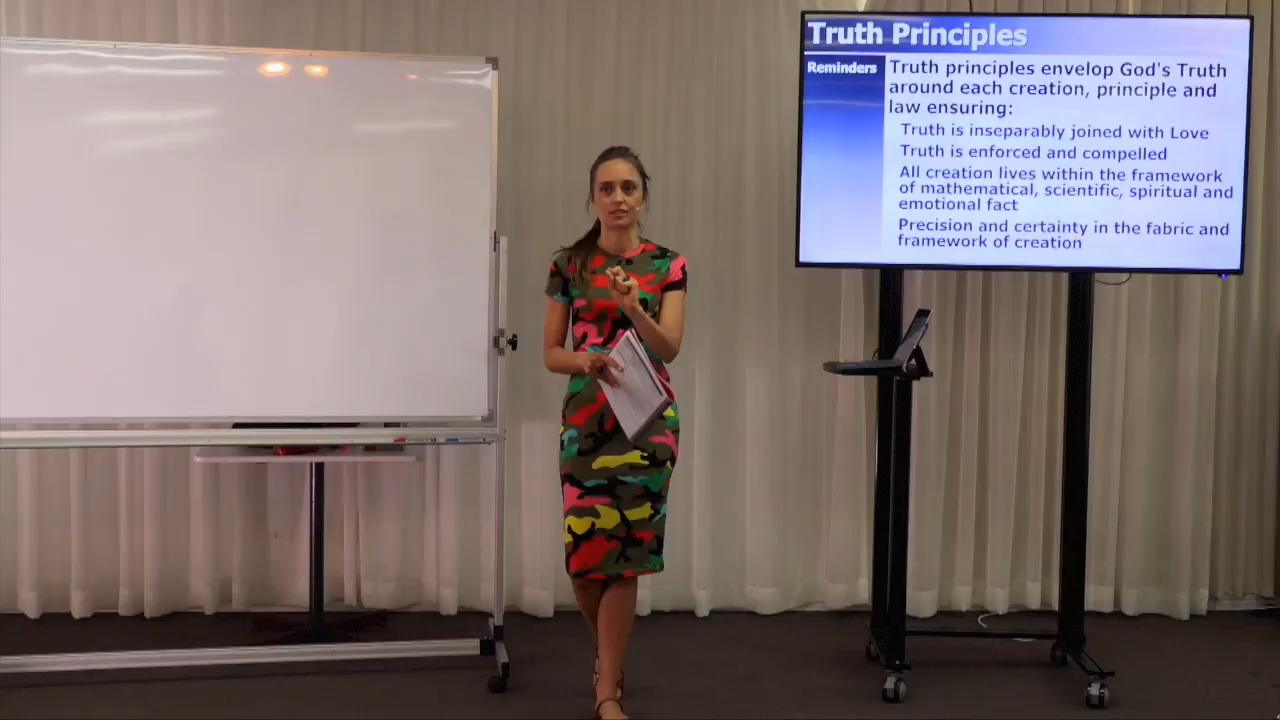 Truth Principles
Reminders
Truth principles envelop God's Truth
around each creation, principle and
law ensuring:
Truth is inseparably joined with Love
Truth is enforced and compelled
All creation lives within the framework
of mathematical, scientific, spiritual and
emotional fact
Precision and certainty in the fabric and
framework of creation